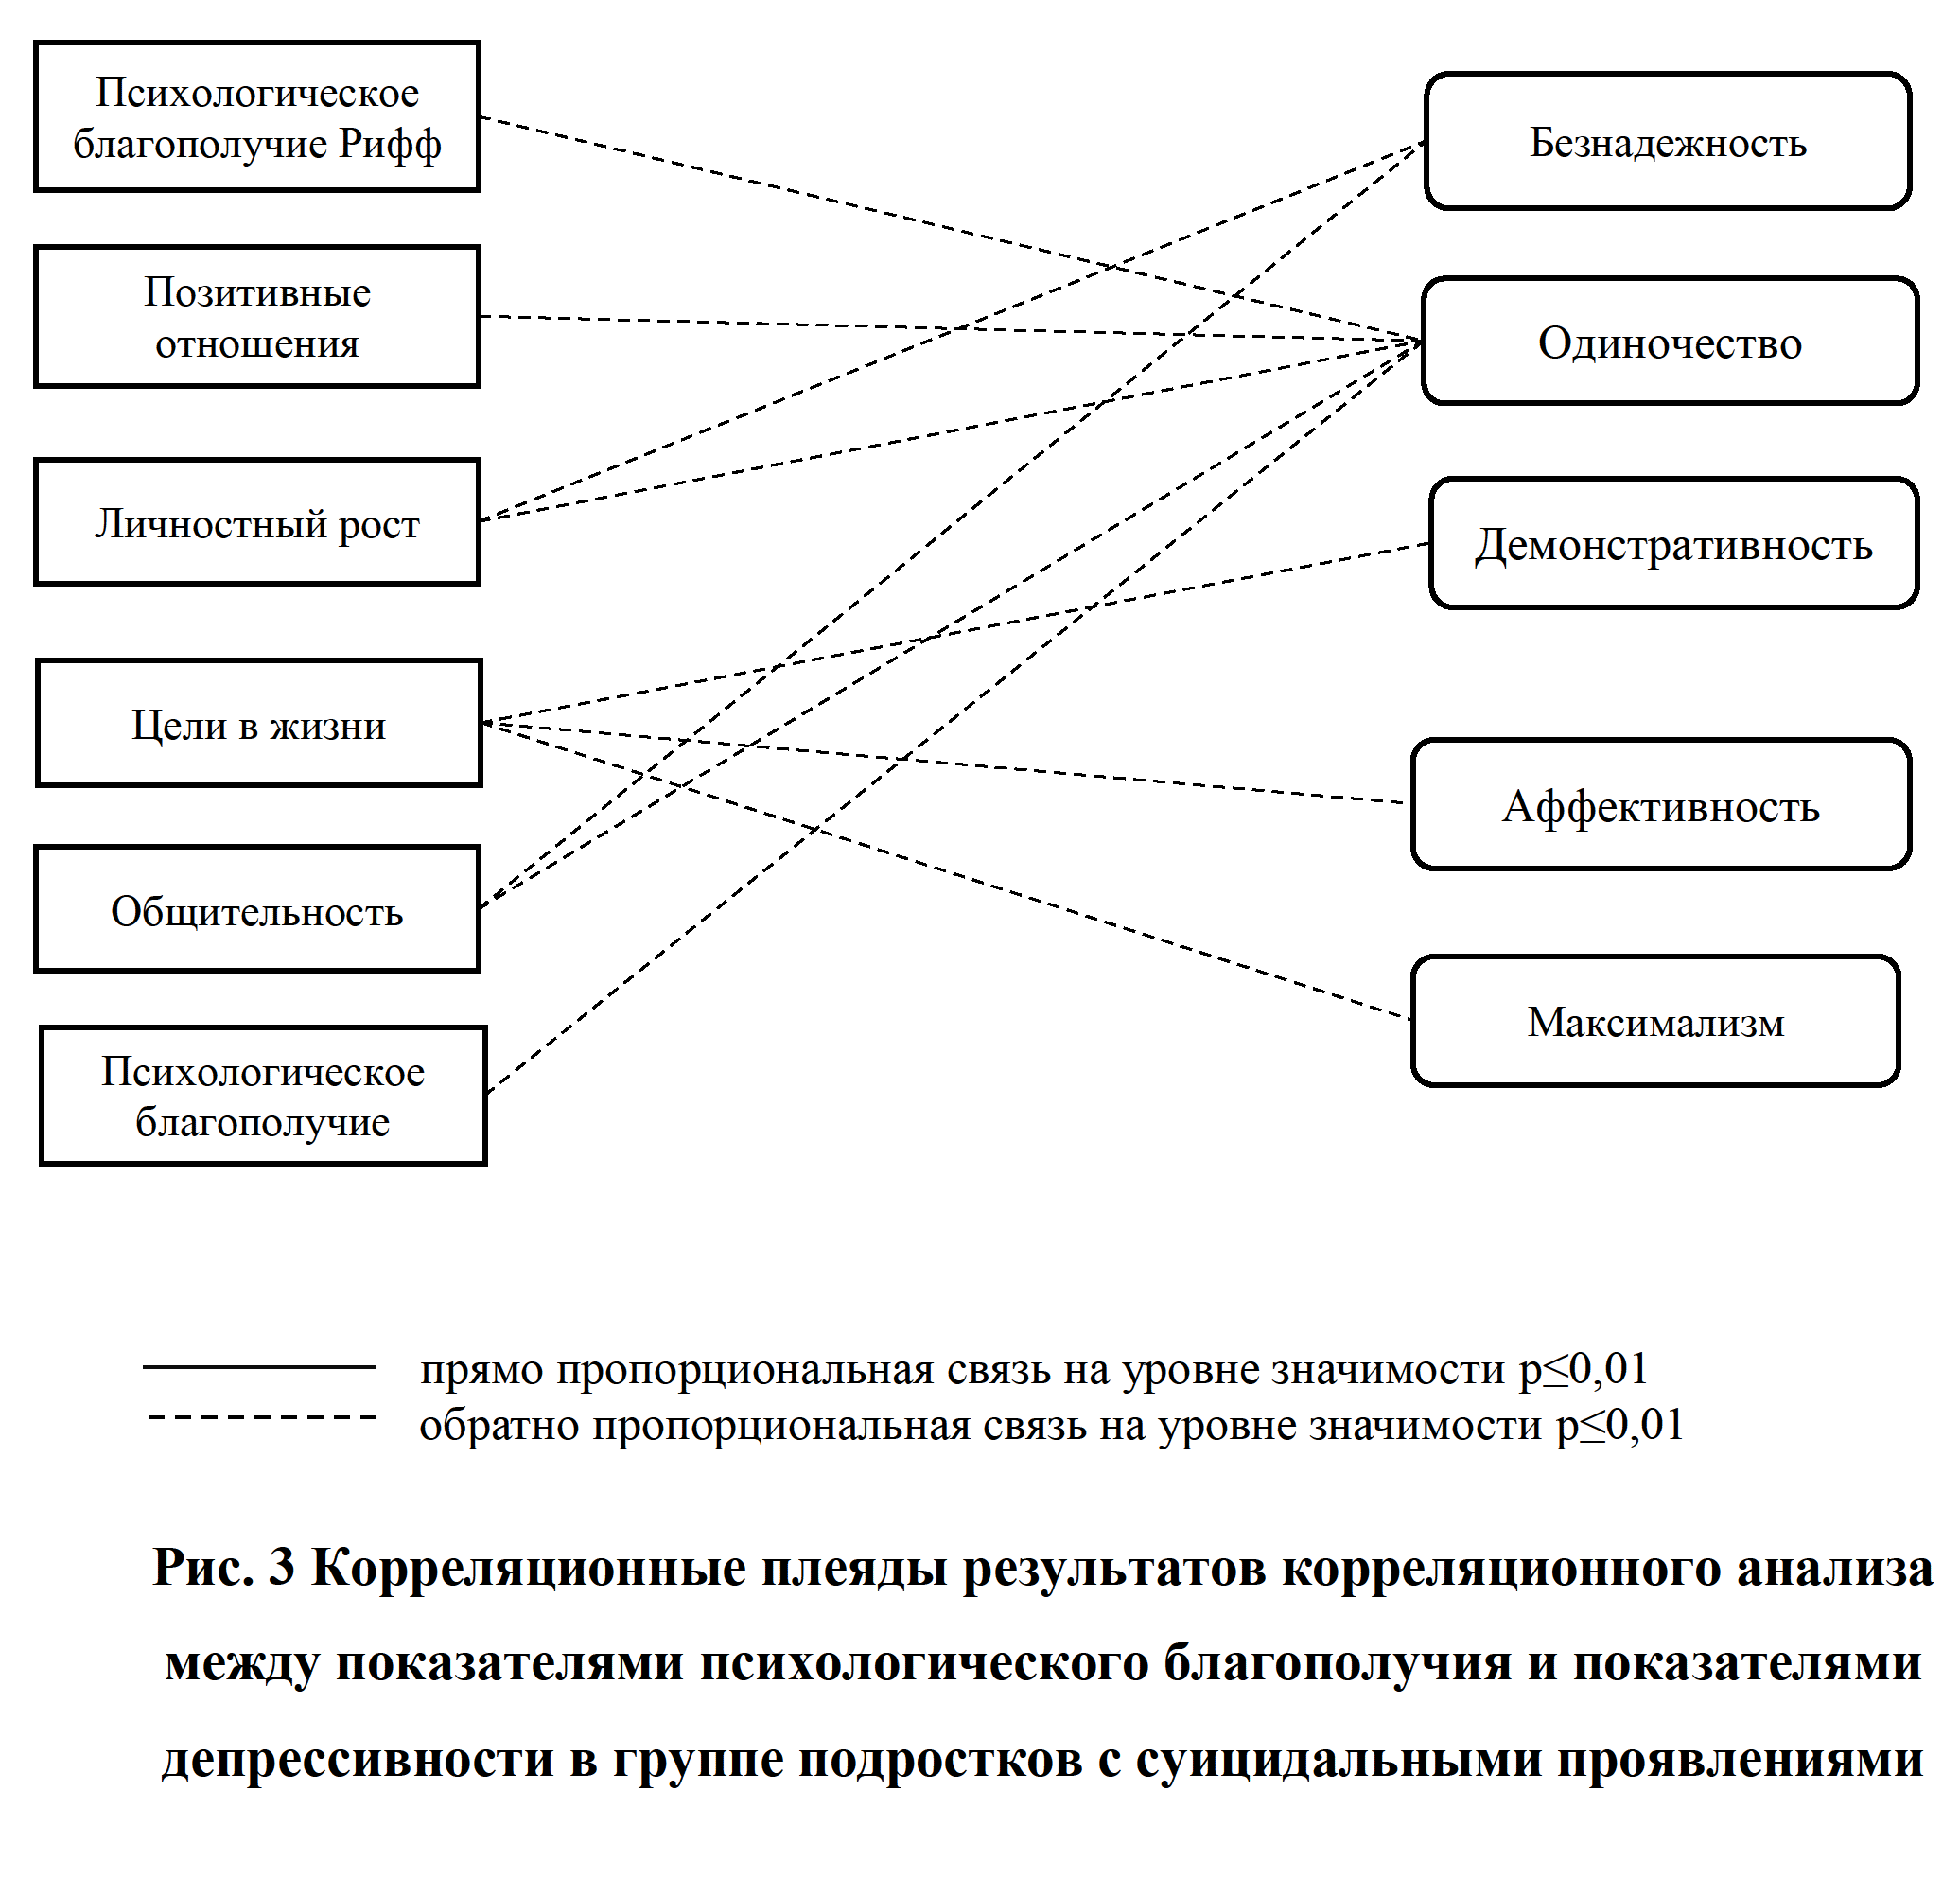 Психологическое
благополучие Рифф
Позитивные
отношения
Личностный рост
Цели в жизни
Общительность
Психологическое
благополучие
Безнадежность
Одиночество
Демонстративность
Аффективность
Максимализм
прямо пропорциональная связь на уровне значимости p≤0,01
обратно пропорциональная связь на уровне значимости p≤0,01
Рис. 3 Корреляционные плеяды результатов корреляционного анализа
между показателями психологического благополучия и показателями
депрессивности в группе подростков с суицидальными проявлениями